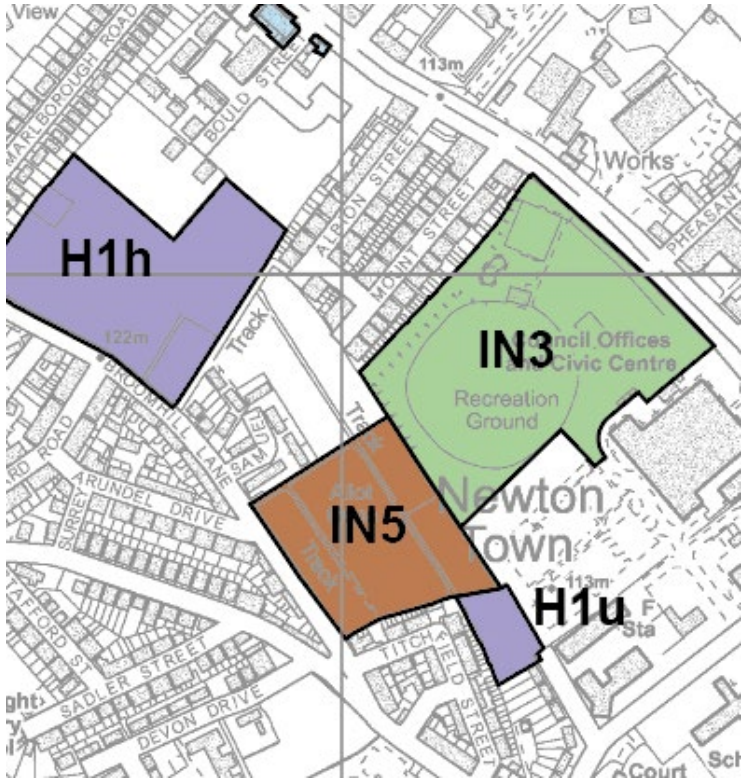 View
MARLBOROUGH ROAD
BOULD STREET
113m
Works
PHEASANT
ALBION STREET
MOUNT STREET
H1h
122m
Track
IN3
Council Offices
and Civic Centre
Recreation
Ground
BROOMHILL LANE
SAMUEL
Track
ARUNDEL DRIVE
SURREY
Allot
Newton
Town
IN5
Track
113m
H1u
F
Sta
TITCHFIELD STREET
SADLER STREET
DEVON DRIVE
Court
Sch